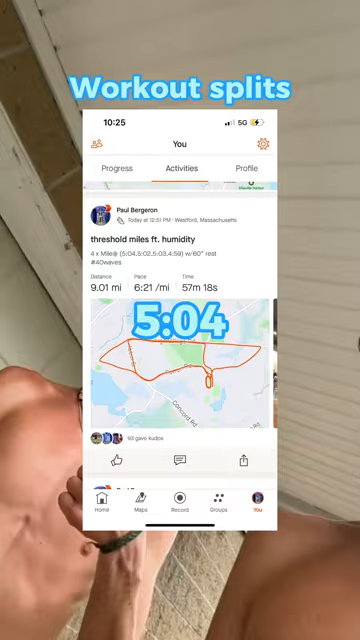 Workout splits
10:25
5G
You
Progress
Activities
Profile
Paul Bergeron
Today at 12:51 PM · Westford, Massachusetts
threshold miles ft. humidity
4 x Mile@ (5:04,5:02,5:03,4:59) w/60" rest
#40waves
Distance
Pace
Time
9.01 mi
6:21 /mi
57m 18s
5:04
Concord Rd
93 gave kudos
Home
Maps
Record
Groups
You